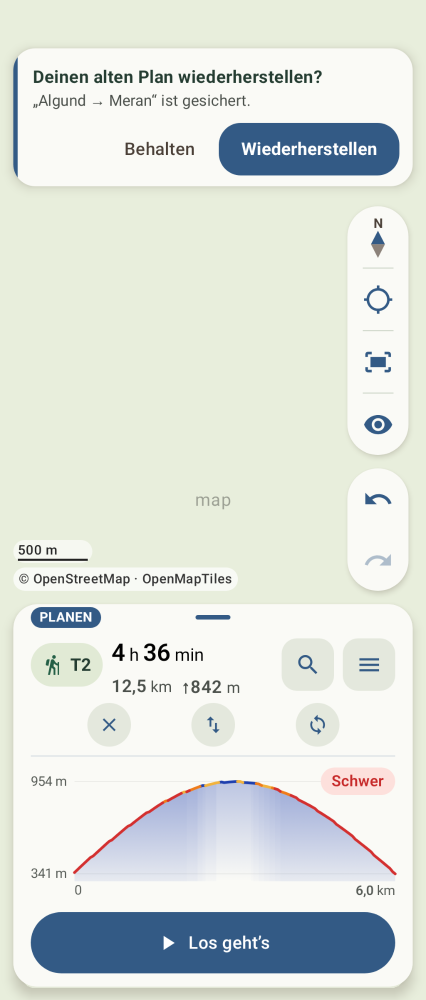 Deinen alten Plan wiederherstellen?
„Algund → Meran“ ist gesichert.
Behalten
Wiederherstellen
N
map
500 m
© OpenStreetMap · OpenMapTiles
PLANEN
T2
4 h 36 min
12,5 km ↑842 m
954 m
Schwer
341 m
0
6,0 km
Los geht’s